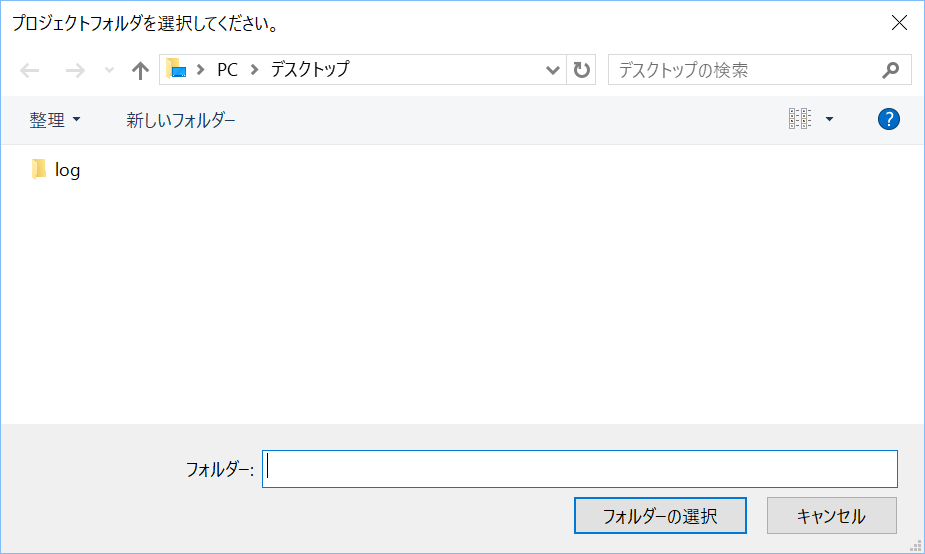 プロジェクトフォルダを選択してください。
PC デスクトップ
デスクトップの検索
整理 新しいフォルダー
?
log
フォルダー:
フォルダーの選択 キャンセル